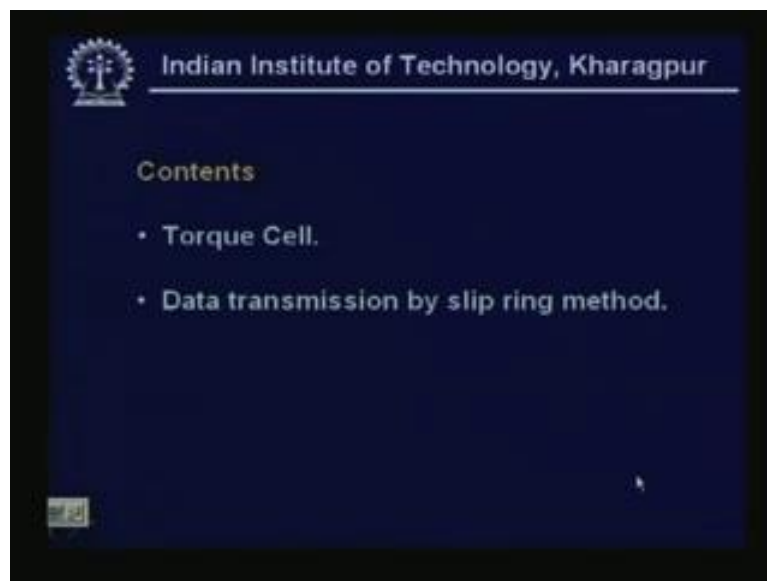 Indian Institute of Technology, Kharagpur
Contents
• Torque Cell.
• Data transmission by slip ring method.